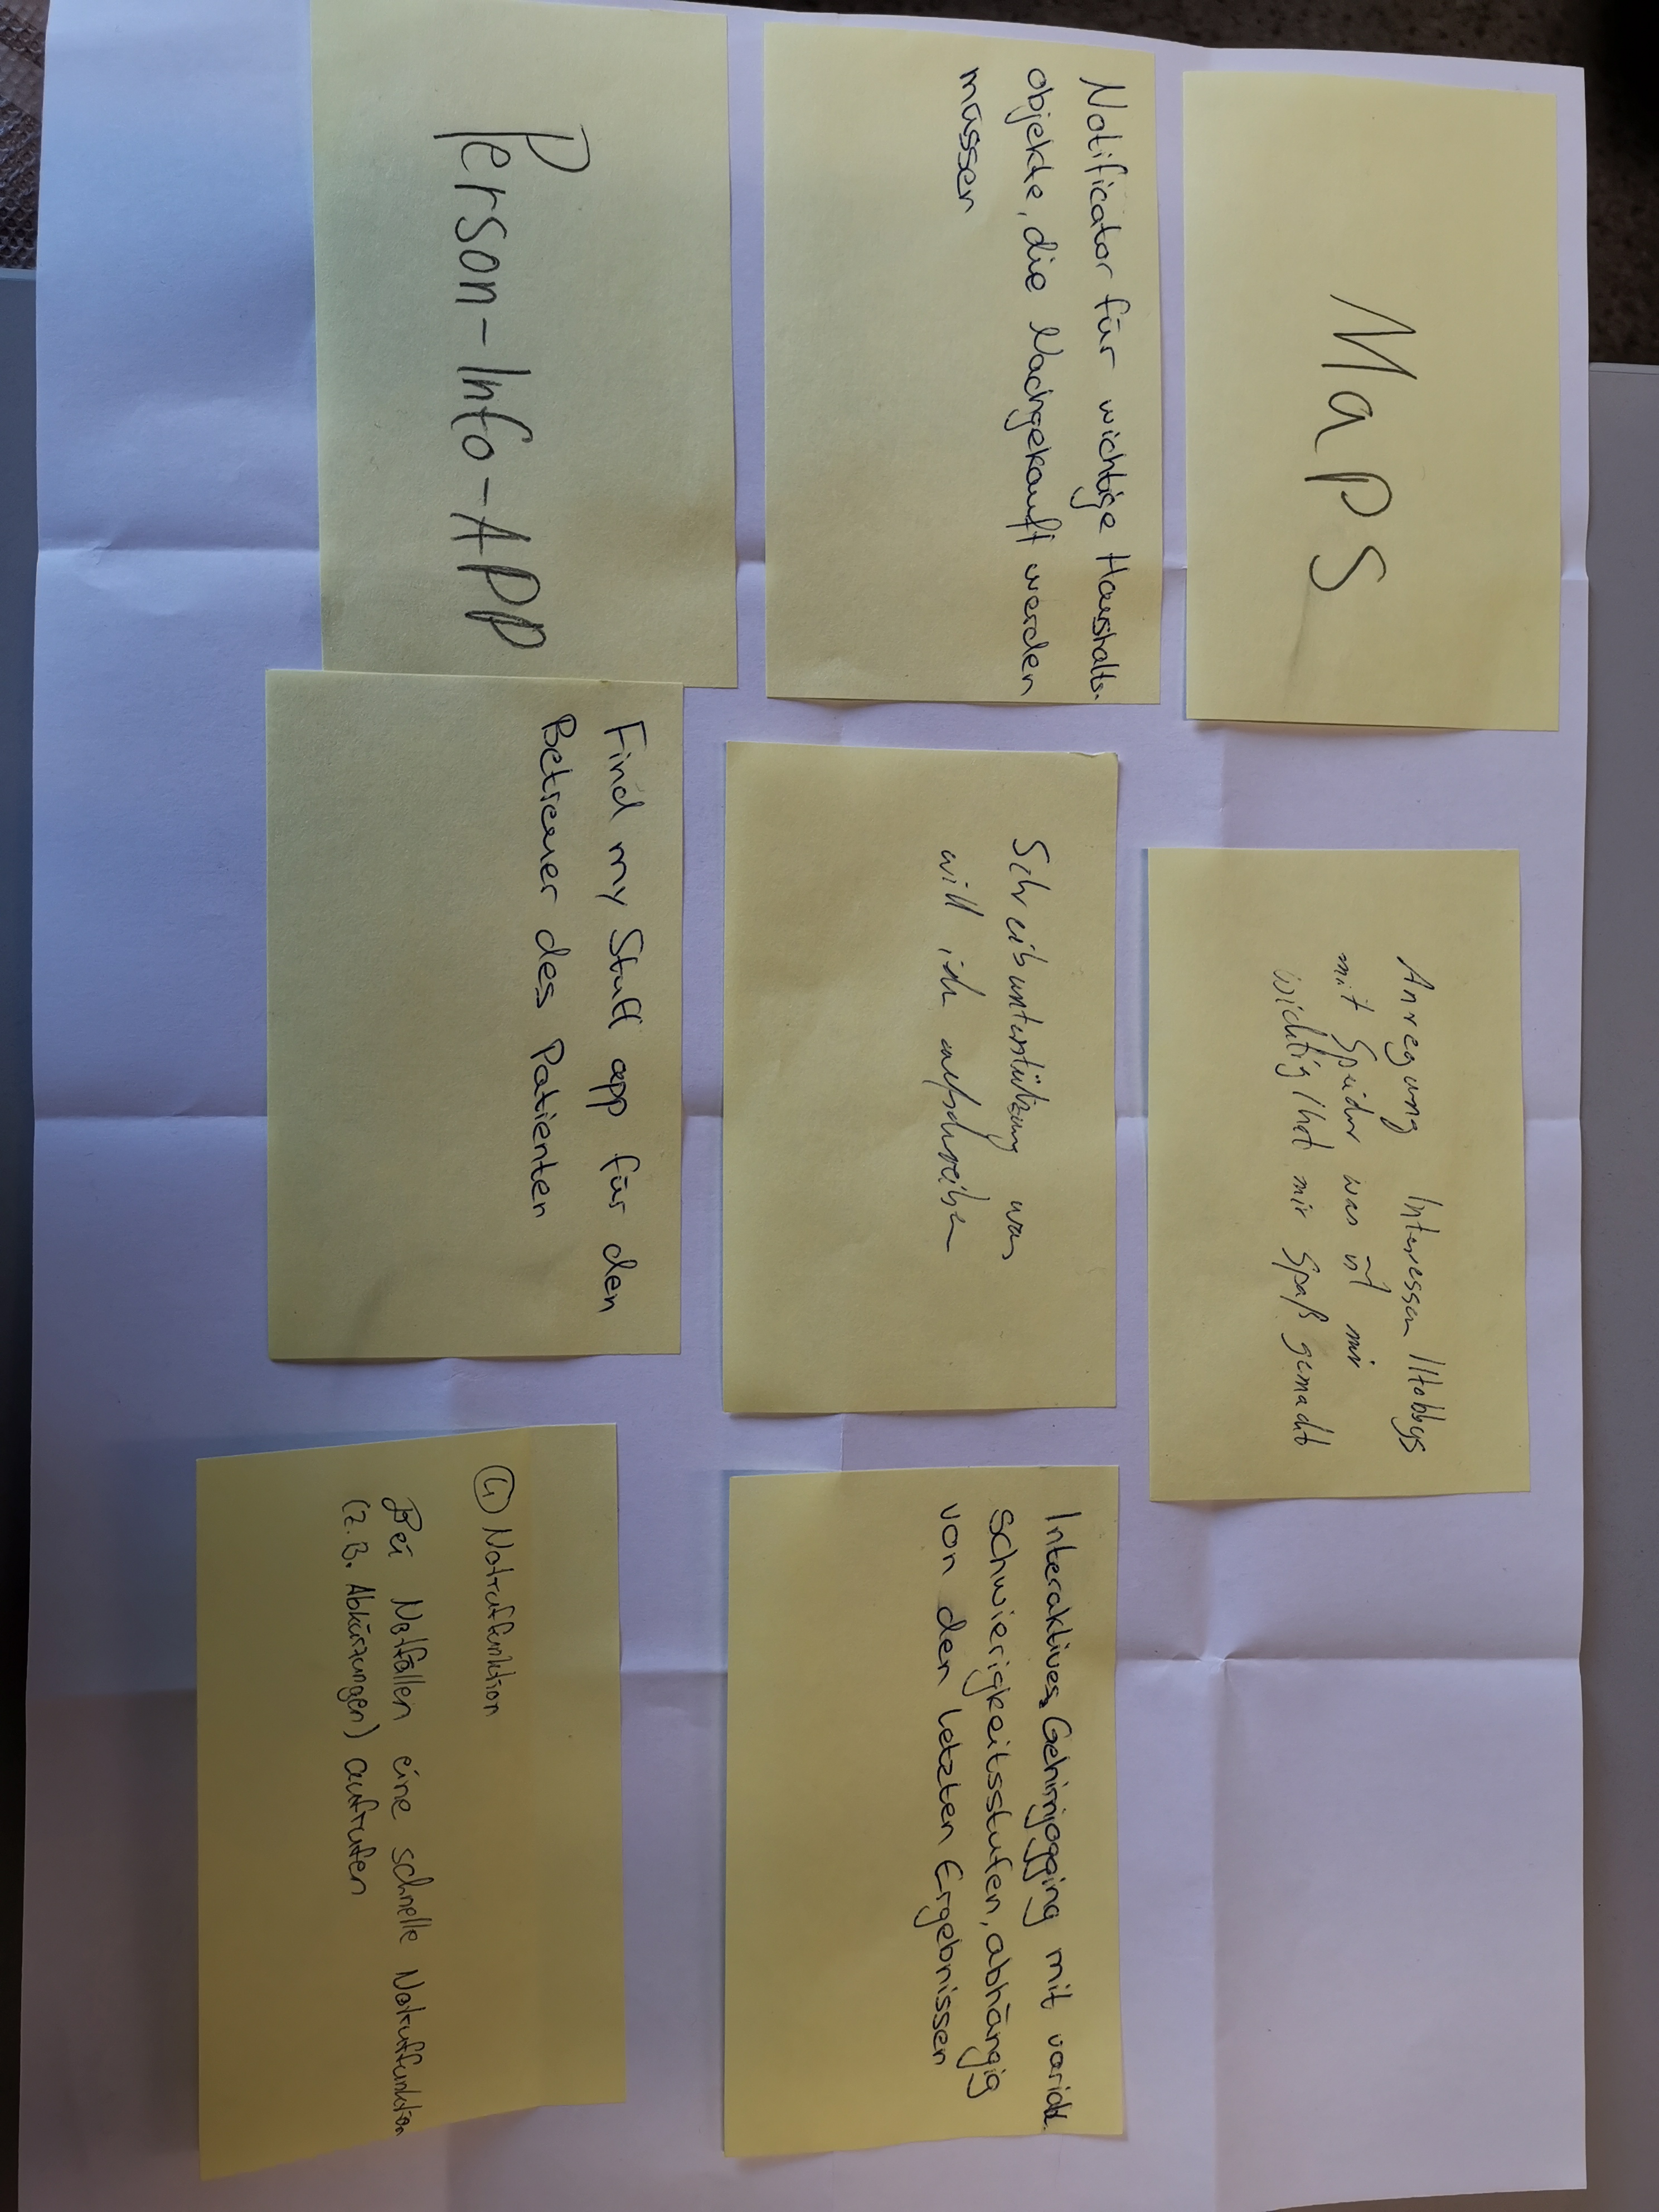 Maps
Anregung Interessen / Hobbys
mit Speicher was ist mir
wichtig / hat mir Spaß gemacht
Notificator für wichtige Haushalts-
objekte, die Nachgekauft werden
müssen
Schreibunterstützung was
will ich aufschreiben
Interaktives Gehirnjogging mit variabl.
schwierigkeitsstufen, abhängig
von den letzten Ergebnissen
Person-Info-APP
Find my Stuff app für den
Betreuer des Patienten
④ Notruffunktion
Bei Notfällen eine schnelle Notruffunktion
(z.B. Abkürzungen) aufrufen